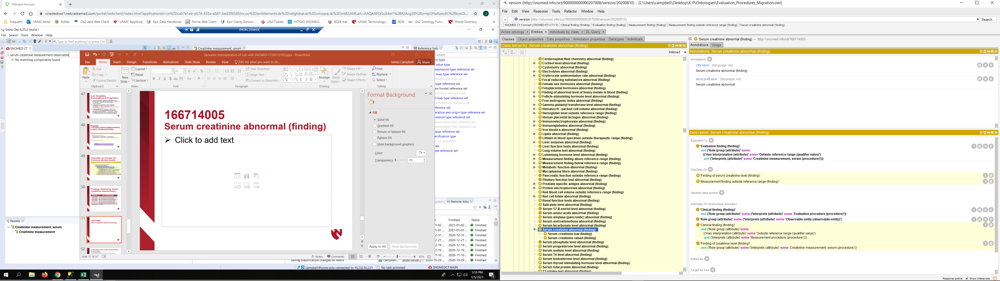 VMware Horizon
onedeskws1.nebraskamed.com/portal/webclient/index.html?applicationId=cn%3Dca57e1eb-e574-433a-a047-bed3f92d02cc,ou%3Dentitlements,dc%3Dvdiglobal,dc%3Dvmware,dc%3Dint&SAMLart=
Frequent
UNMC email
RxNav
i2b2 deid Web Client
UNMC AppStore
Epic Data Handbook
Shrine Web Client
Epic Clarity Diction...
i2b2 Tickets
IHTSDO SNOMED...
BD2K trac
UNMC Terminology...
BOX
i2b2 Ontology Func...
Phone Directory
Snow Owl 6.25.2 (build )
IMDRC25069JC
File Search Tools Window Help
Type to find anything (or press Ctrl
SNOMED CT
Creatinine measurement, serum
Reference Sets
serum creatinine measurement observable
No matching components found.
Parents
Creatinine measurement, serum
Creatinine measurement
Semantic Interoperation of Lab with SNOMED CT20210105.pptx - PowerPoint
File Home Insert Design Transitions Animations Slide Show Review View Tell me what you want to do...
James Campbell Share
Paste
Cut
Copy
Format Painter
Clipboard
New Slide
Layout
Reset
Section
Slides
45
Font
Text Direction
Align Text
Convert to SmartArt
Paragraph
Arrange
Quick Styles
Shape Fill
Shape Outline
Shape Effects
Drawing
Find
Replace
Select
Editing
47
Lab Templates: Assumptions & Pragmatics
48
49
Classifies as Grouper for Common lab test results
50
Findings employing Serum creatinine measurement
51
166714005
Serum creatinine abnormal (finding)
52
166714005
Serum creatinine abnormal (finding)
Click to add text
Format Background
Fill
Solid fill
Gradient fill
Picture or texture fill
Pattern fill
Hide background graphics
Color
Transparency 0%
Apply to All
Reset Background
Slide 51 of 57
Notes Comments 85%
r refsets
ion type
value type
expression type reference set
map type reference set
model reference set
type reference set
on format reference set
n history reference set
d map type reference set
al definition reference set
eference set
elation and origin type reference set
ression type reference set
association type reference set
component type reference set
type reference set
ecification type
e set descriptor
map
ype reference set
ystems Remote Jobs
d Finished Status
1-02 ... 2021-01-02 ... Finished
1-01 ... 2021-01-01 ... Finished
2-31 ... 2020-12-31 ... Finished
2-21 ... 2020-12-21 ... Finished
2-19 ... 2020-12-19 ... Finished
2-19 ... 2020-12-19 ... Finished
1-10 ... 2020-11-10 ... Finished
Saving classification changes on MAIN campbell... 2020-10-29 ... 2020-10-29 ... Finished
campbell@unmc.edu connected to 10.232.93.221
No task activated
SNOMEDCT:MAIN
5:59 PM
1/5/2021
version (http://snomed.info/sct/900000000000207008/version/20200810) : [C:\Users\campbell\Desktop\K-P\Ontologies\Evaluation_Procedures_Migration.owl]
File Edit View Reasoner Tools Refactor Window Help
version (http://snomed.info/sct/900000000000207008/version/20200810)
Search...
SNOMED CT Concept (SNOMED RT+CTV3) Clinical finding (finding) Evaluation finding (finding) Measurement finding (finding) Measurement finding outside reference range (finding) Serum creatinine abnormal (finding)
Active ontology Entities Individuals by class DL Query
Classes Object properties Data properties Annotation properties Datatypes Individuals
Class hierarchy: Serum creatinine abnormal (finding)
Inferred
Cerebrospinal fluid chemistry abnormal (finding)
Cortisol level abnormal (finding)
Cystometry abnormal (finding)
Electrolytes abnormal (finding)
Erythrocyte sedimentation rate abnormal (finding)
Fecal reducing substances abnormal (finding)
Female sex hormones abnormal (finding)
Fetoplacental hormones abnormal (finding)
Finding of abnormal level of heavy metals in blood (finding)
Follicle-stimulating hormone level abnormal (finding)
Free androgenic index abnormal (finding)
Gamma-glutamyl transferase level abnormal (finding)
Hematocrit - packed cell volume abnormal (finding)
Hemoglobin level outside reference range (finding)
Human placental lactogen abnormal (finding)
Immunoelectrophoresis abnormal (finding)
Immunoglobulins abnormal (finding)
Iron kinetics abnormal (finding)
Lipids abnormal (finding)
Lithium in blood specimen outside therapeutic range (finding)
Liver enzymes abnormal (finding)
Liver function tests abnormal (finding)
Lung volume test abnormal (finding)
Luteinizing hormone level abnormal (finding)
Measurement finding above reference range (finding)
Measurement finding below reference range (finding)
Metabolic function abnormal (finding)
Mycoplasma titers abnormal (finding)
Pancreatic function outside reference range (finding)
Pituitary function test abnormal (finding)
Prostate specific antigen abnormal (finding)
Protein electrophoresis abnormal (finding)
Red blood cell volume outside reference range (finding)
Red cell folate abnormal (finding)
Renal function tests abnormal (finding)
Salicylate level abnormal (finding)
Serum 17-B-estriol level abnormal (finding)
Serum amino acids abnormal (finding)
Serum amylase (pancreatic) abnormal (finding)
Serum androstenedione abnormal (finding)
Serum bicarbonate level abnormal (finding)
Serum creatinine abnormal (finding)
Serum creatinine low (finding)
Serum creatinine raised (finding)
Serum phosphate level abnormal (finding)
Serum progesterone level abnormal (finding)
Serum sodium level abnormal (finding)
Serum T4 level abnormal (finding)
Serum testosterone level abnormal (finding)
Serum thyroid stimulating hormone level abnormal (finding)
Serum total protein abnormal (finding)
T3 uptake test abnormal (finding)
Serum creatinine abnormal (finding) — http://snomed.info/id/166714005
Annotations Usage
Annotations: Serum creatinine abnormal (finding)
Annotations
rdfs:label [language: en]
Serum creatinine abnormal (finding)
skos:prefLabel [language: en]
Serum creatinine abnormal
Description: Serum creatinine abnormal (finding)
Equivalent To
'Evaluation finding (finding)'
and ('Role group (attribute)' some
(('Has interpretation (attribute)' some 'Outside reference range (qualifier value)')
and ('Interprets (attribute)' some 'Creatinine measurement, serum (procedure)')))
SubClass Of
'Finding of serum creatinine level (finding)'
'Measurement finding outside reference range (finding)'
General class axioms
SubClass Of (Anonymous Ancestor)
'Clinical finding (finding)'
and ('Role group (attribute)' some ('Interprets (attribute)' some 'Evaluation procedure (procedure)'))
'Role group (attribute)' some ('Interprets (attribute)' some 'Observable entity (observable entity)')
'Clinical finding (finding)'
and ('Role group (attribute)' some
(('Has interpretation (attribute)' some 'Outside reference range (qualifier value)')
and ('Interprets (attribute)' some 'Measurement procedure (procedure)')))
'Finding of creatinine level (finding)'
and ('Role group (attribute)' some ('Interprets (attribute)' some 'Creatinine measurement, serum (procedure)'))
Instances
Target for Key
Reasoner active Show Inferences